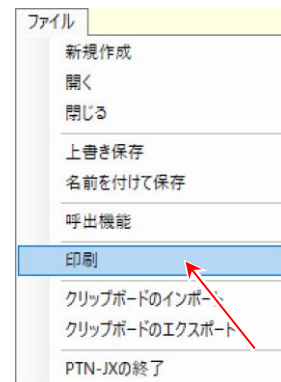 ファイル
新規作成
開く
閉じる
上書き保存
名前を付けて保存
呼出機能
印刷
クリップボードのインポート
クリップボードのエクスポート
PTN-JXの終了